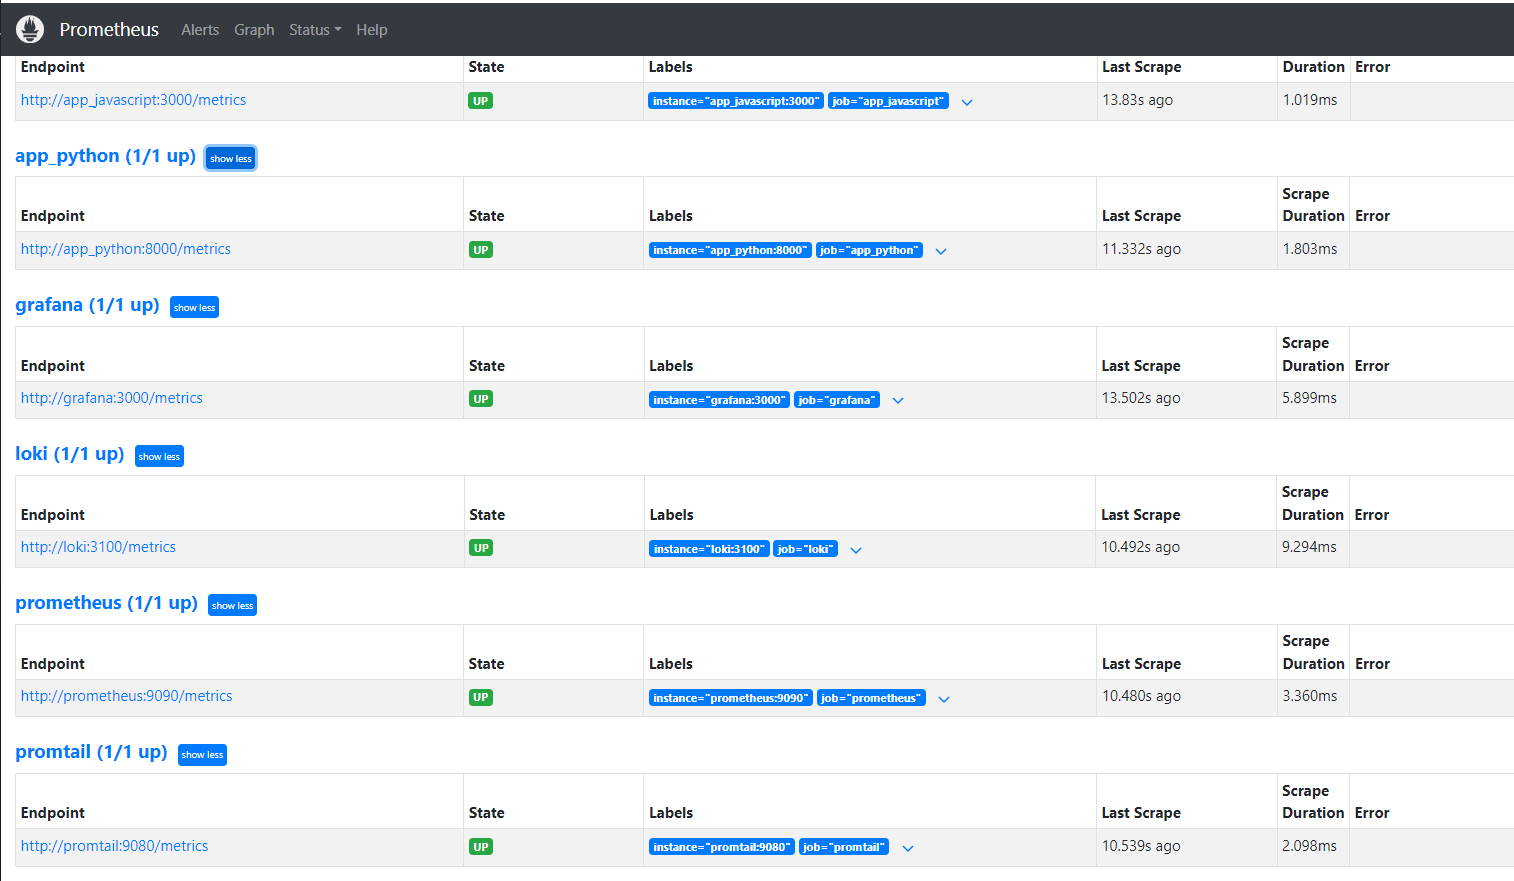 Prometheus Alerts Graph Status Help
Endpoint State Labels Last Scrape Duration Error
http://app_javascript:3000/metrics UP instance="app_javascript:3000" job="app_javascript" 13.83s ago 1.019ms
app_python (1/1 up) show less
Endpoint State Labels Last Scrape Scrape Duration Error
http://app_python:8000/metrics UP instance="app_python:8000" job="app_python" 11.332s ago 1.803ms
grafana (1/1 up) show less
Endpoint State Labels Last Scrape Scrape Duration Error
http://grafana:3000/metrics UP instance="grafana:3000" job="grafana" 13.502s ago 5.899ms
loki (1/1 up) show less
Endpoint State Labels Last Scrape Scrape Duration Error
http://loki:3100/metrics UP instance="loki:3100" job="loki" 10.492s ago 9.294ms
prometheus (1/1 up) show less
Endpoint State Labels Last Scrape Scrape Duration Error
http://prometheus:9090/metrics UP instance="prometheus:9090" job="prometheus" 10.480s ago 3.360ms
promtail (1/1 up) show less
Endpoint State Labels Last Scrape Scrape Duration Error
http://promtail:9080/metrics UP instance="promtail:9080" job="promtail" 10.539s ago 2.098ms